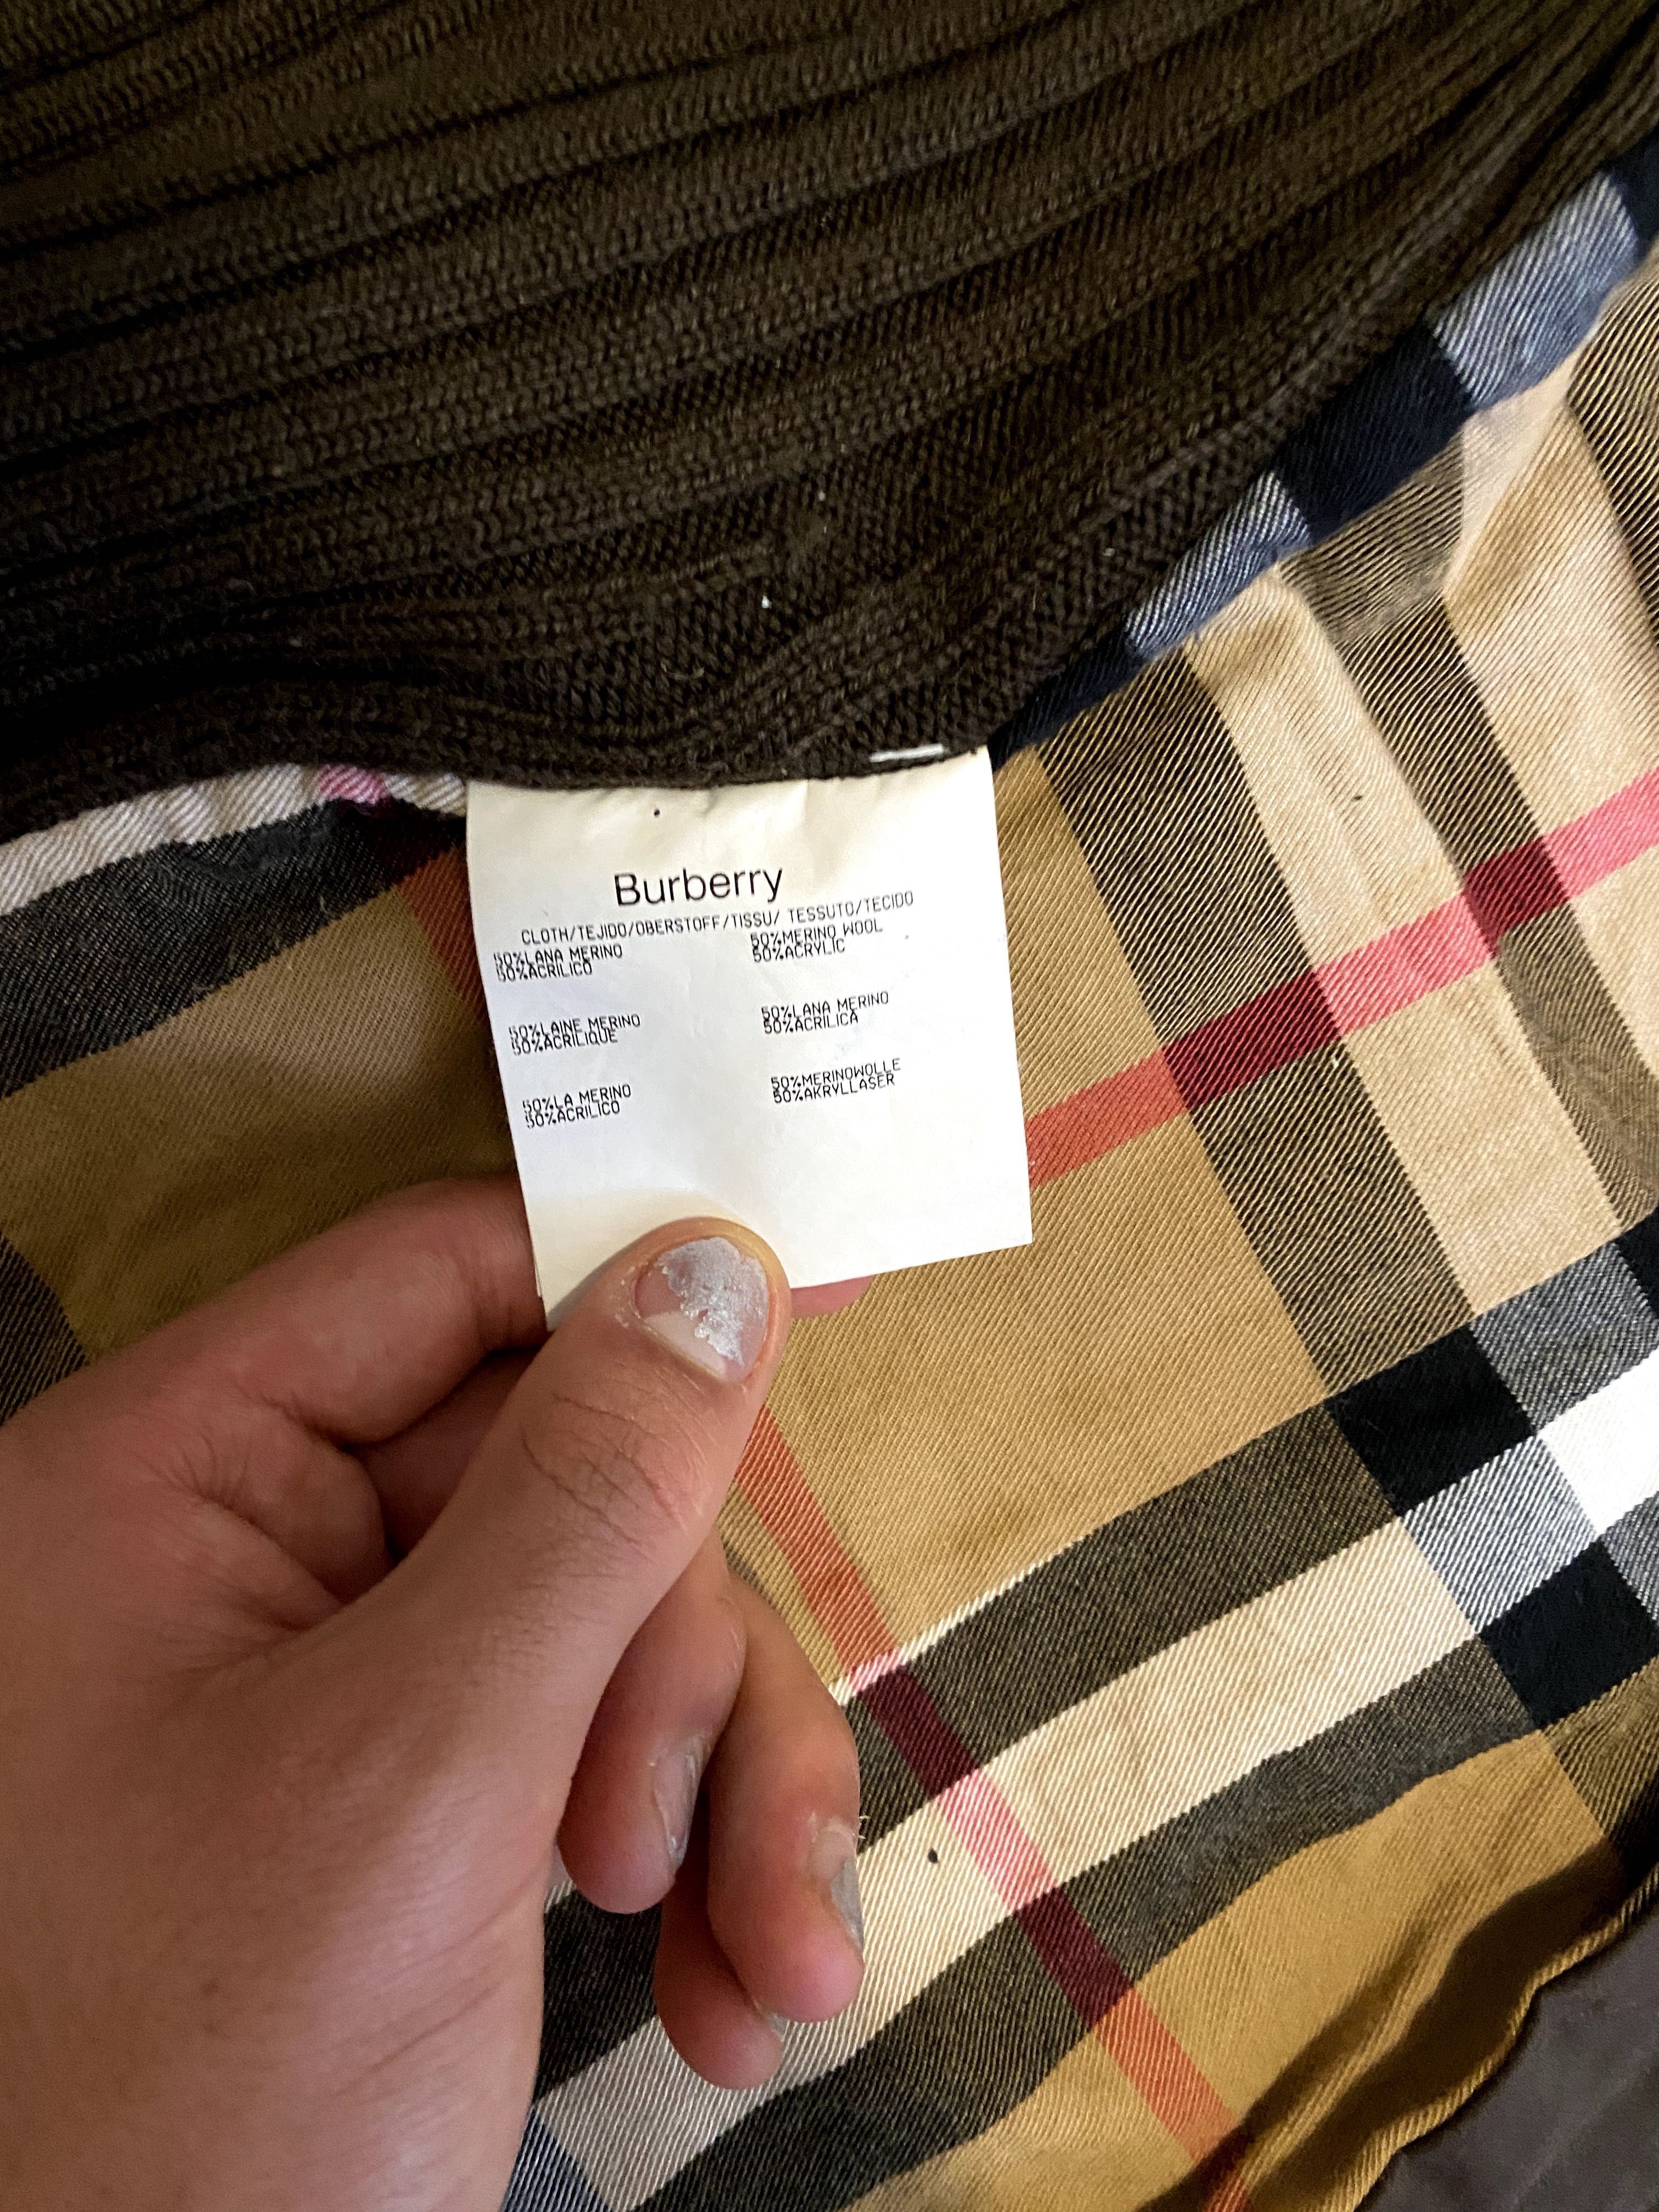 Burberry
CLOTH/TEJIDO/OBERSTOFF/TISSU/ TESSUTO/TECIDO
50%LANA MERINO
50%ACRILICO
50%MERINO WOOL
50%ACRYLIC
50%LAINE MERINO
50%ACRILIQUE
50%LANA MERINO
50%ACRILICA
50%LA MERINO
50%ACRILICO
50%MERINOWOLLE
50%AKRYLLASER